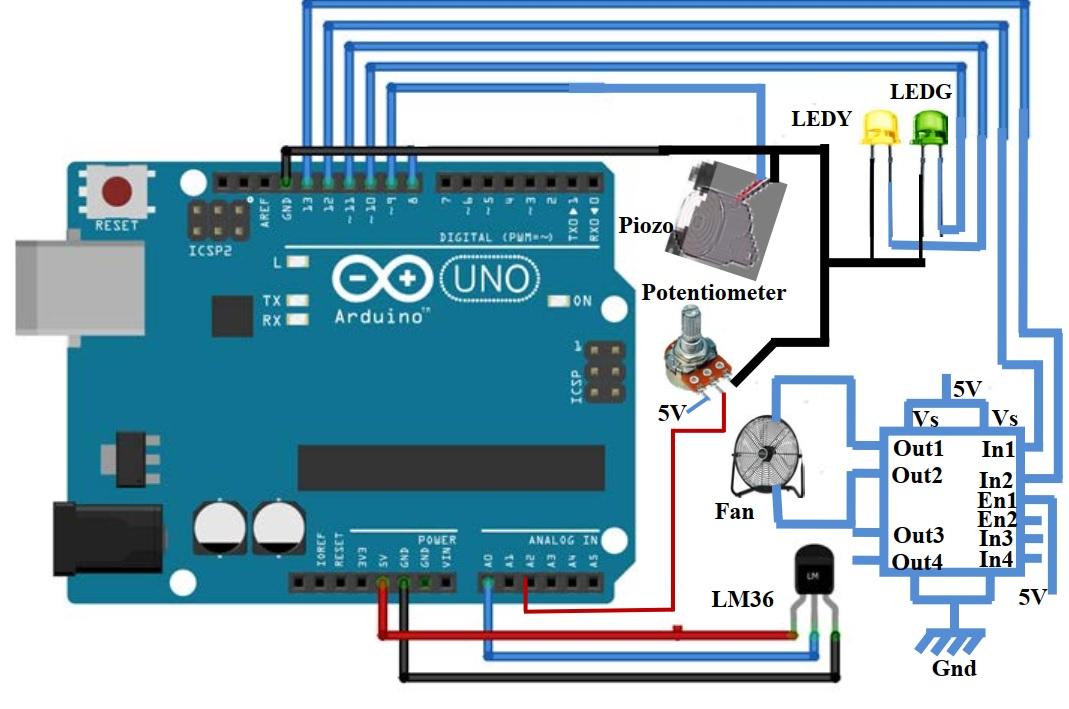 LEDG
LEDY
RESET
ICSP2
AREF
GND
13
12
~11
~10
~9
8
7
~6
~5
4
~3
2
TX0 ▶ 1
RX0 ◀ 0
DIGITAL (PWM=~)
L
TX
RX
UNO
Arduino™
ON
1
ICSP
Piozo
Potentiometer
5V
5V
Vs
Vs
Out1
In1
Out2
In2
En1
En2
Out3
In3
Out4
In4
5V
Fan
POWER
ANALOG IN
IOREF
RESET
3V3
5V
GND
GND
VIN
A0
A1
A2
A3
A4
A5
LM
LM36
Gnd